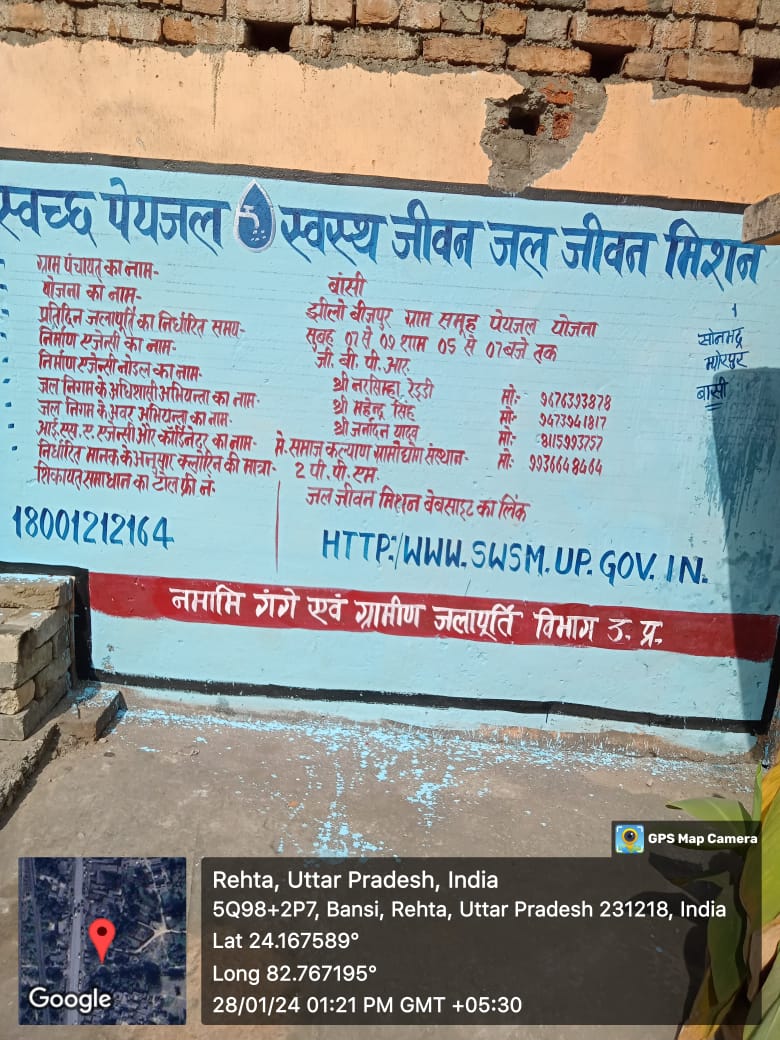 स्वच्छ पेयजल स्वस्थ जीवन जल जीवन मिशन
ग्राम पंचायत का नाम- बांसी
योजना का नाम- झीलो बीजपुर ग्राम समूह पेयजल योजना
प्रतिदिन जलापूर्ति का निर्धारित समय- सुबह 07 से 09 शाम 05 से 07 बजे तक
निर्माण एजेन्सी का नाम- जी. बी. पी. आर.
निर्माण एजेन्सी नोडल का नाम- श्री नरसिम्हा रेड्डी मो:- 9676393878
जल निगम के अधिशासी अभियन्ता का नाम- श्री महेन्द्र सिंह मो:- 9473941817
जल निगम के अवर अभियन्ता का नाम- श्री जर्नादन यादव मो:- 8115993757
आई.एस.ए. एजेन्सी और कोर्डिनेटर का नाम- मे. समाज कल्याण ग्रामोद्योग संस्थान- मो: 9936648464
निर्धारित मानक के अनुसार क्लोरिन की मात्रा- 2 पी. पी. एम.
शिकायत समाधान का टोल फ्री नं. जल जीवन मिशन बेबसाइट का लिंक
18001212164 HTTP:/WWW.SWSM.UP.GOV.IN.
नमामि गंगे एवं ग्रामीण जलापूर्ति विभाग उ. प्र.
1
सोनभद्र
म्योरपुर
बासी
GPS Map Camera
Rehta, Uttar Pradesh, India
5Q98+2P7, Bansi, Rehta, Uttar Pradesh 231218, India
Lat 24.167589°
Long 82.767195°
28/01/24 01:21 PM GMT +05:30
Google